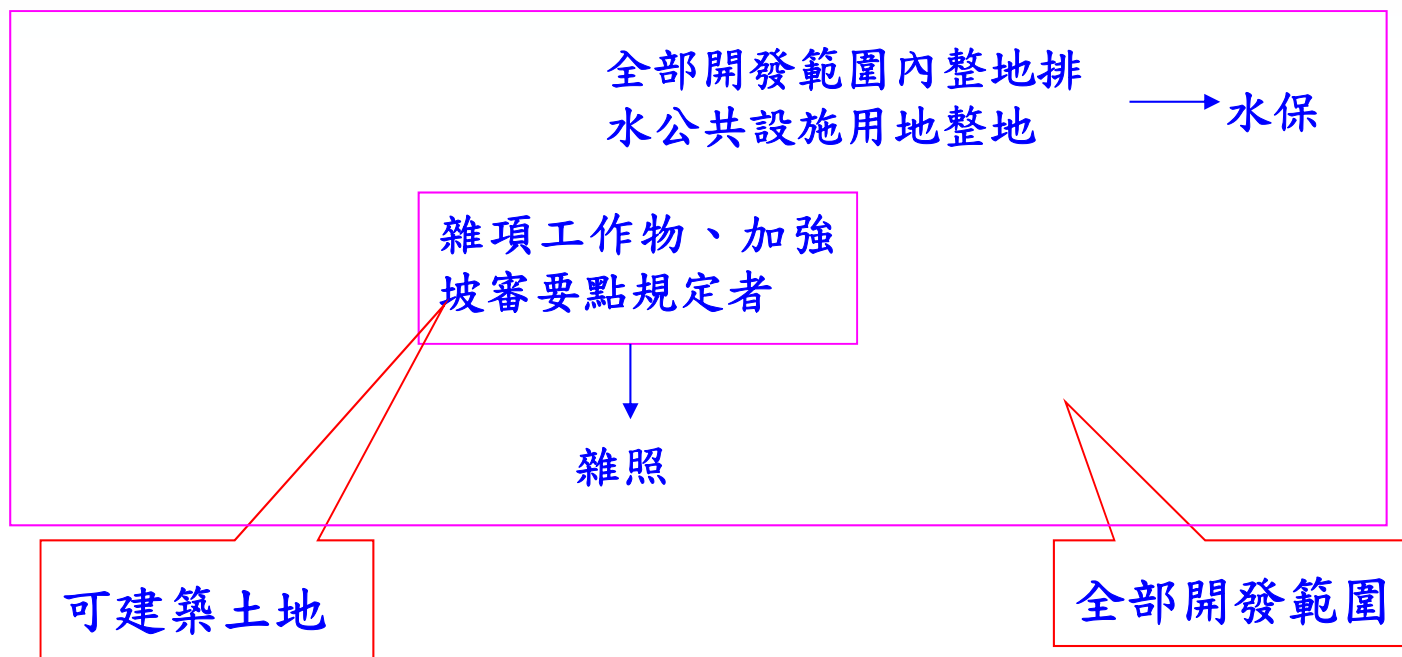 全部開發範圍內整地排
水公共設施用地整地
水保
雜項工作物、加強
坡審要點規定者
雜照
可建築土地
全部開發範圍